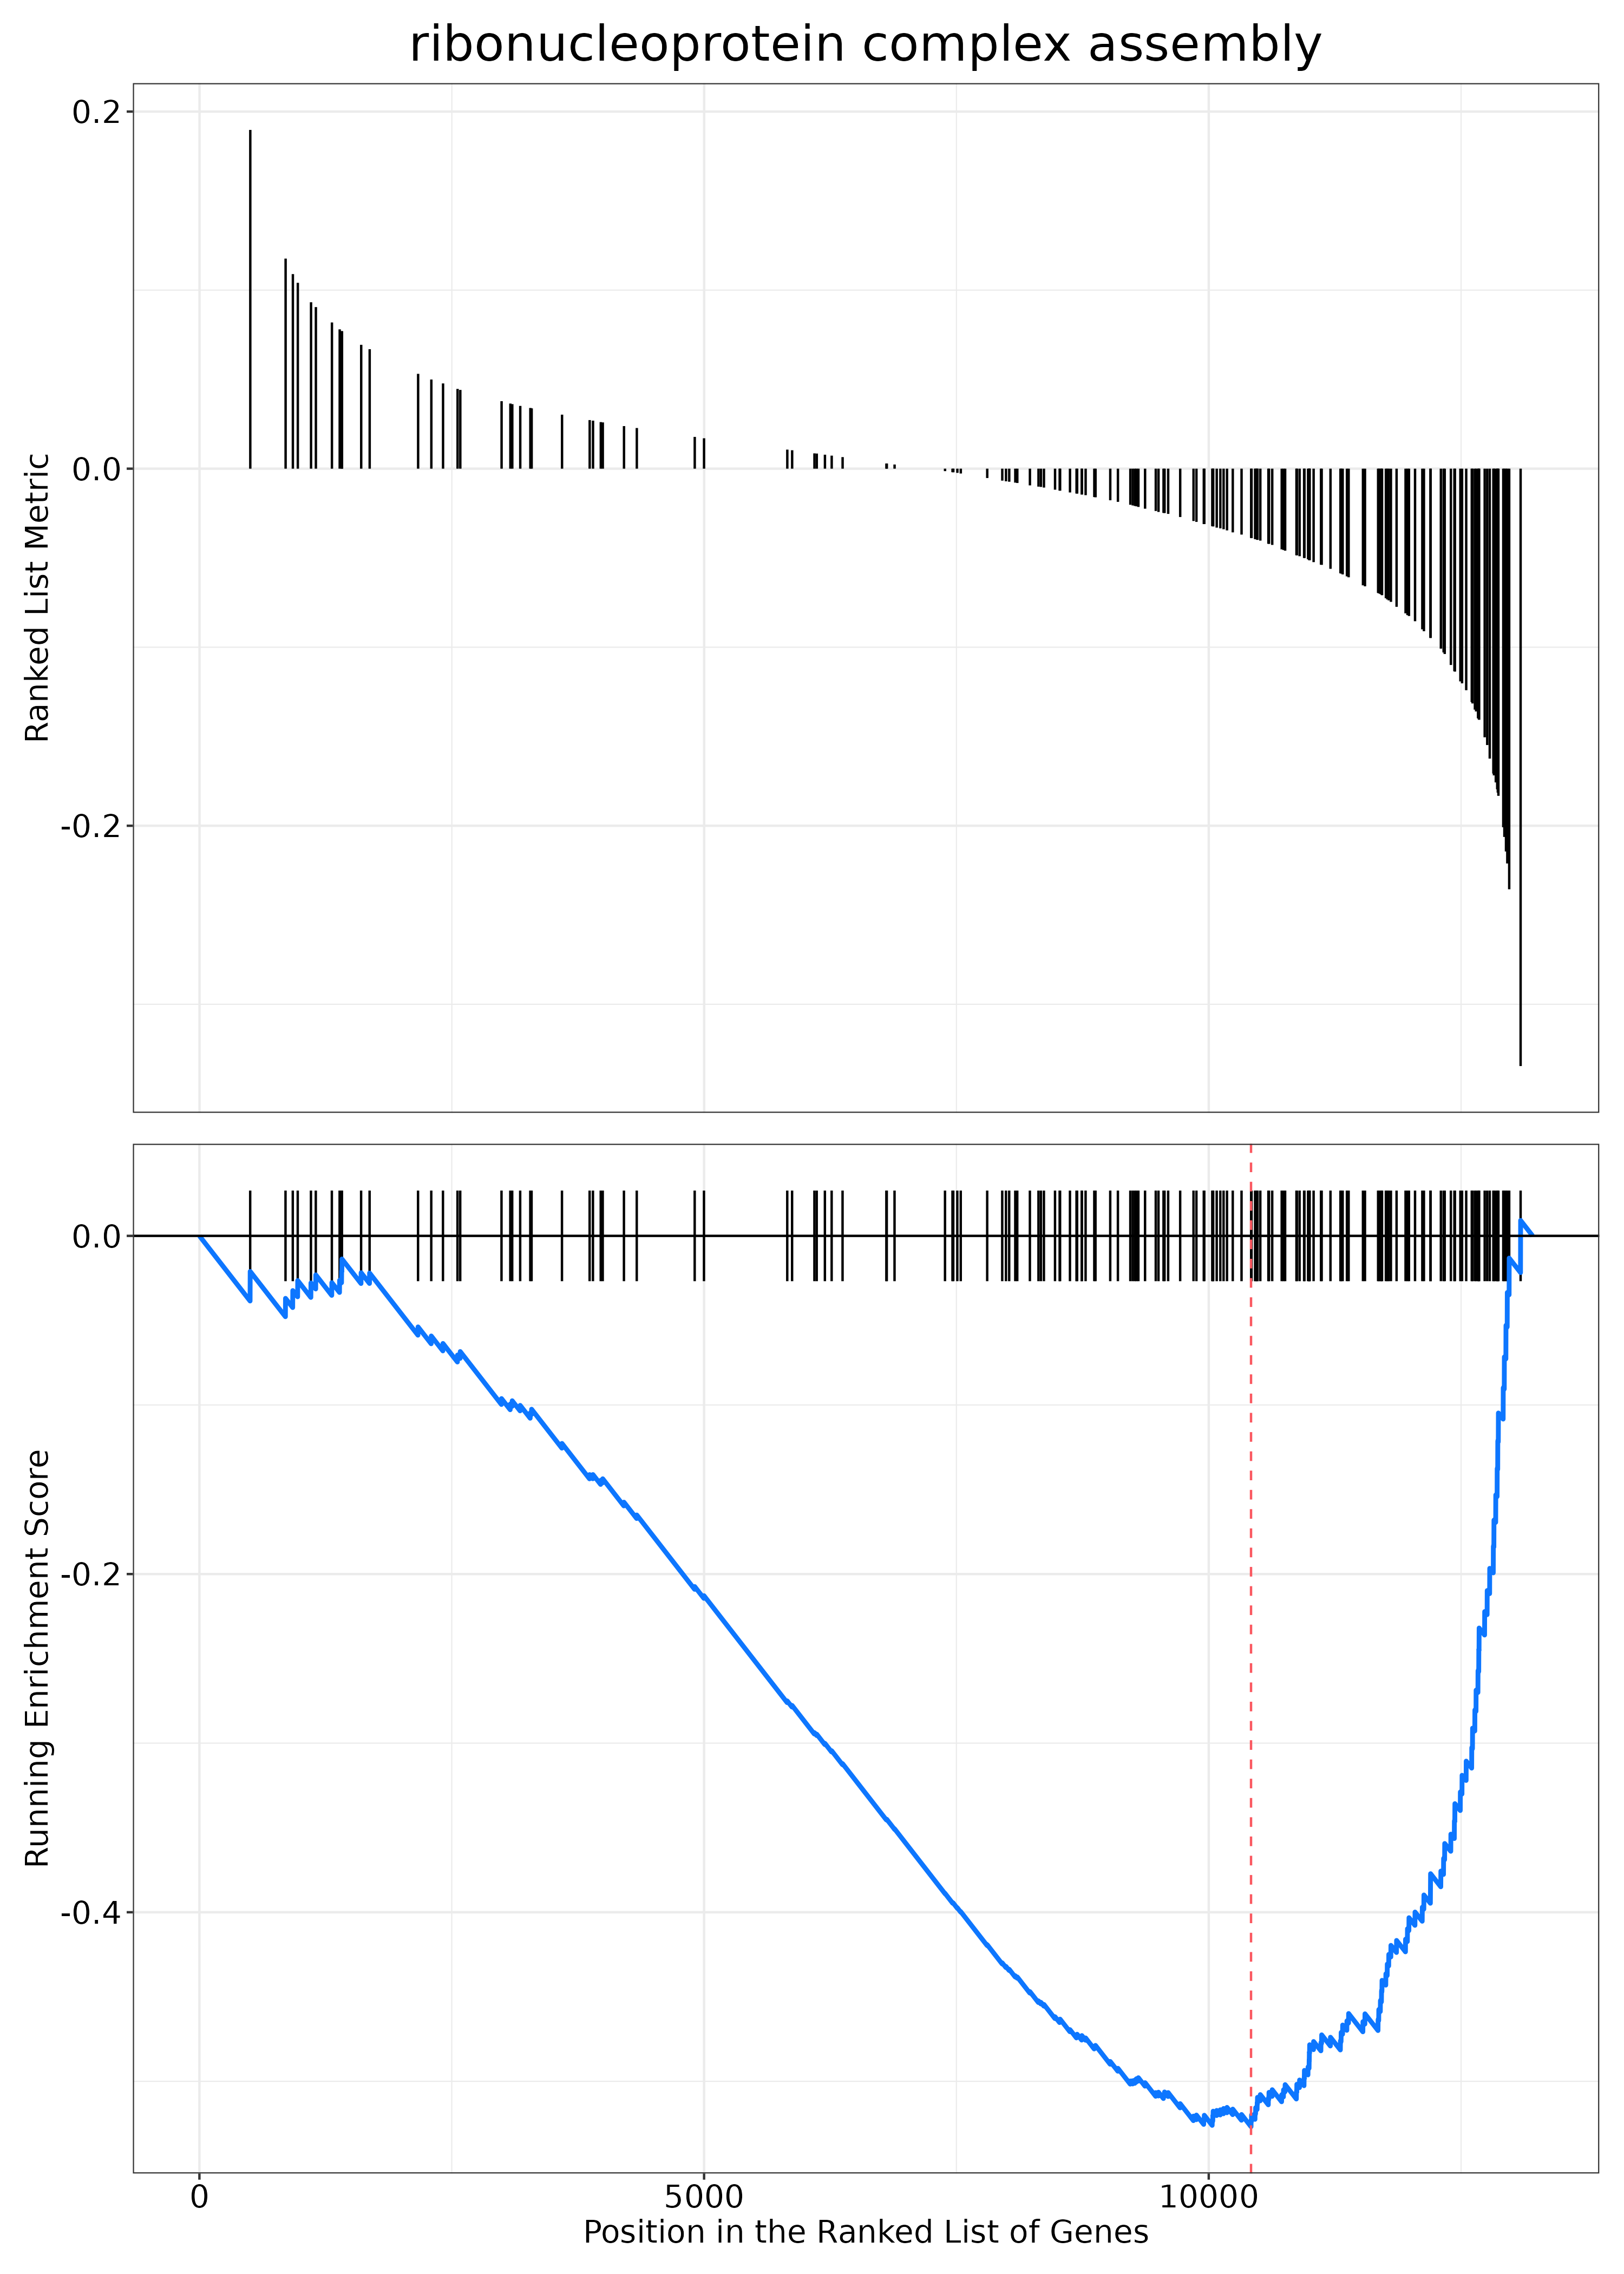 ribonucleoprotein complex assembly
0.2
0.0
-0.2
Ranked List Metric
0.0
-0.2
-0.4
Running Enrichment Score
0
5000
10000
Position in the Ranked List of Genes